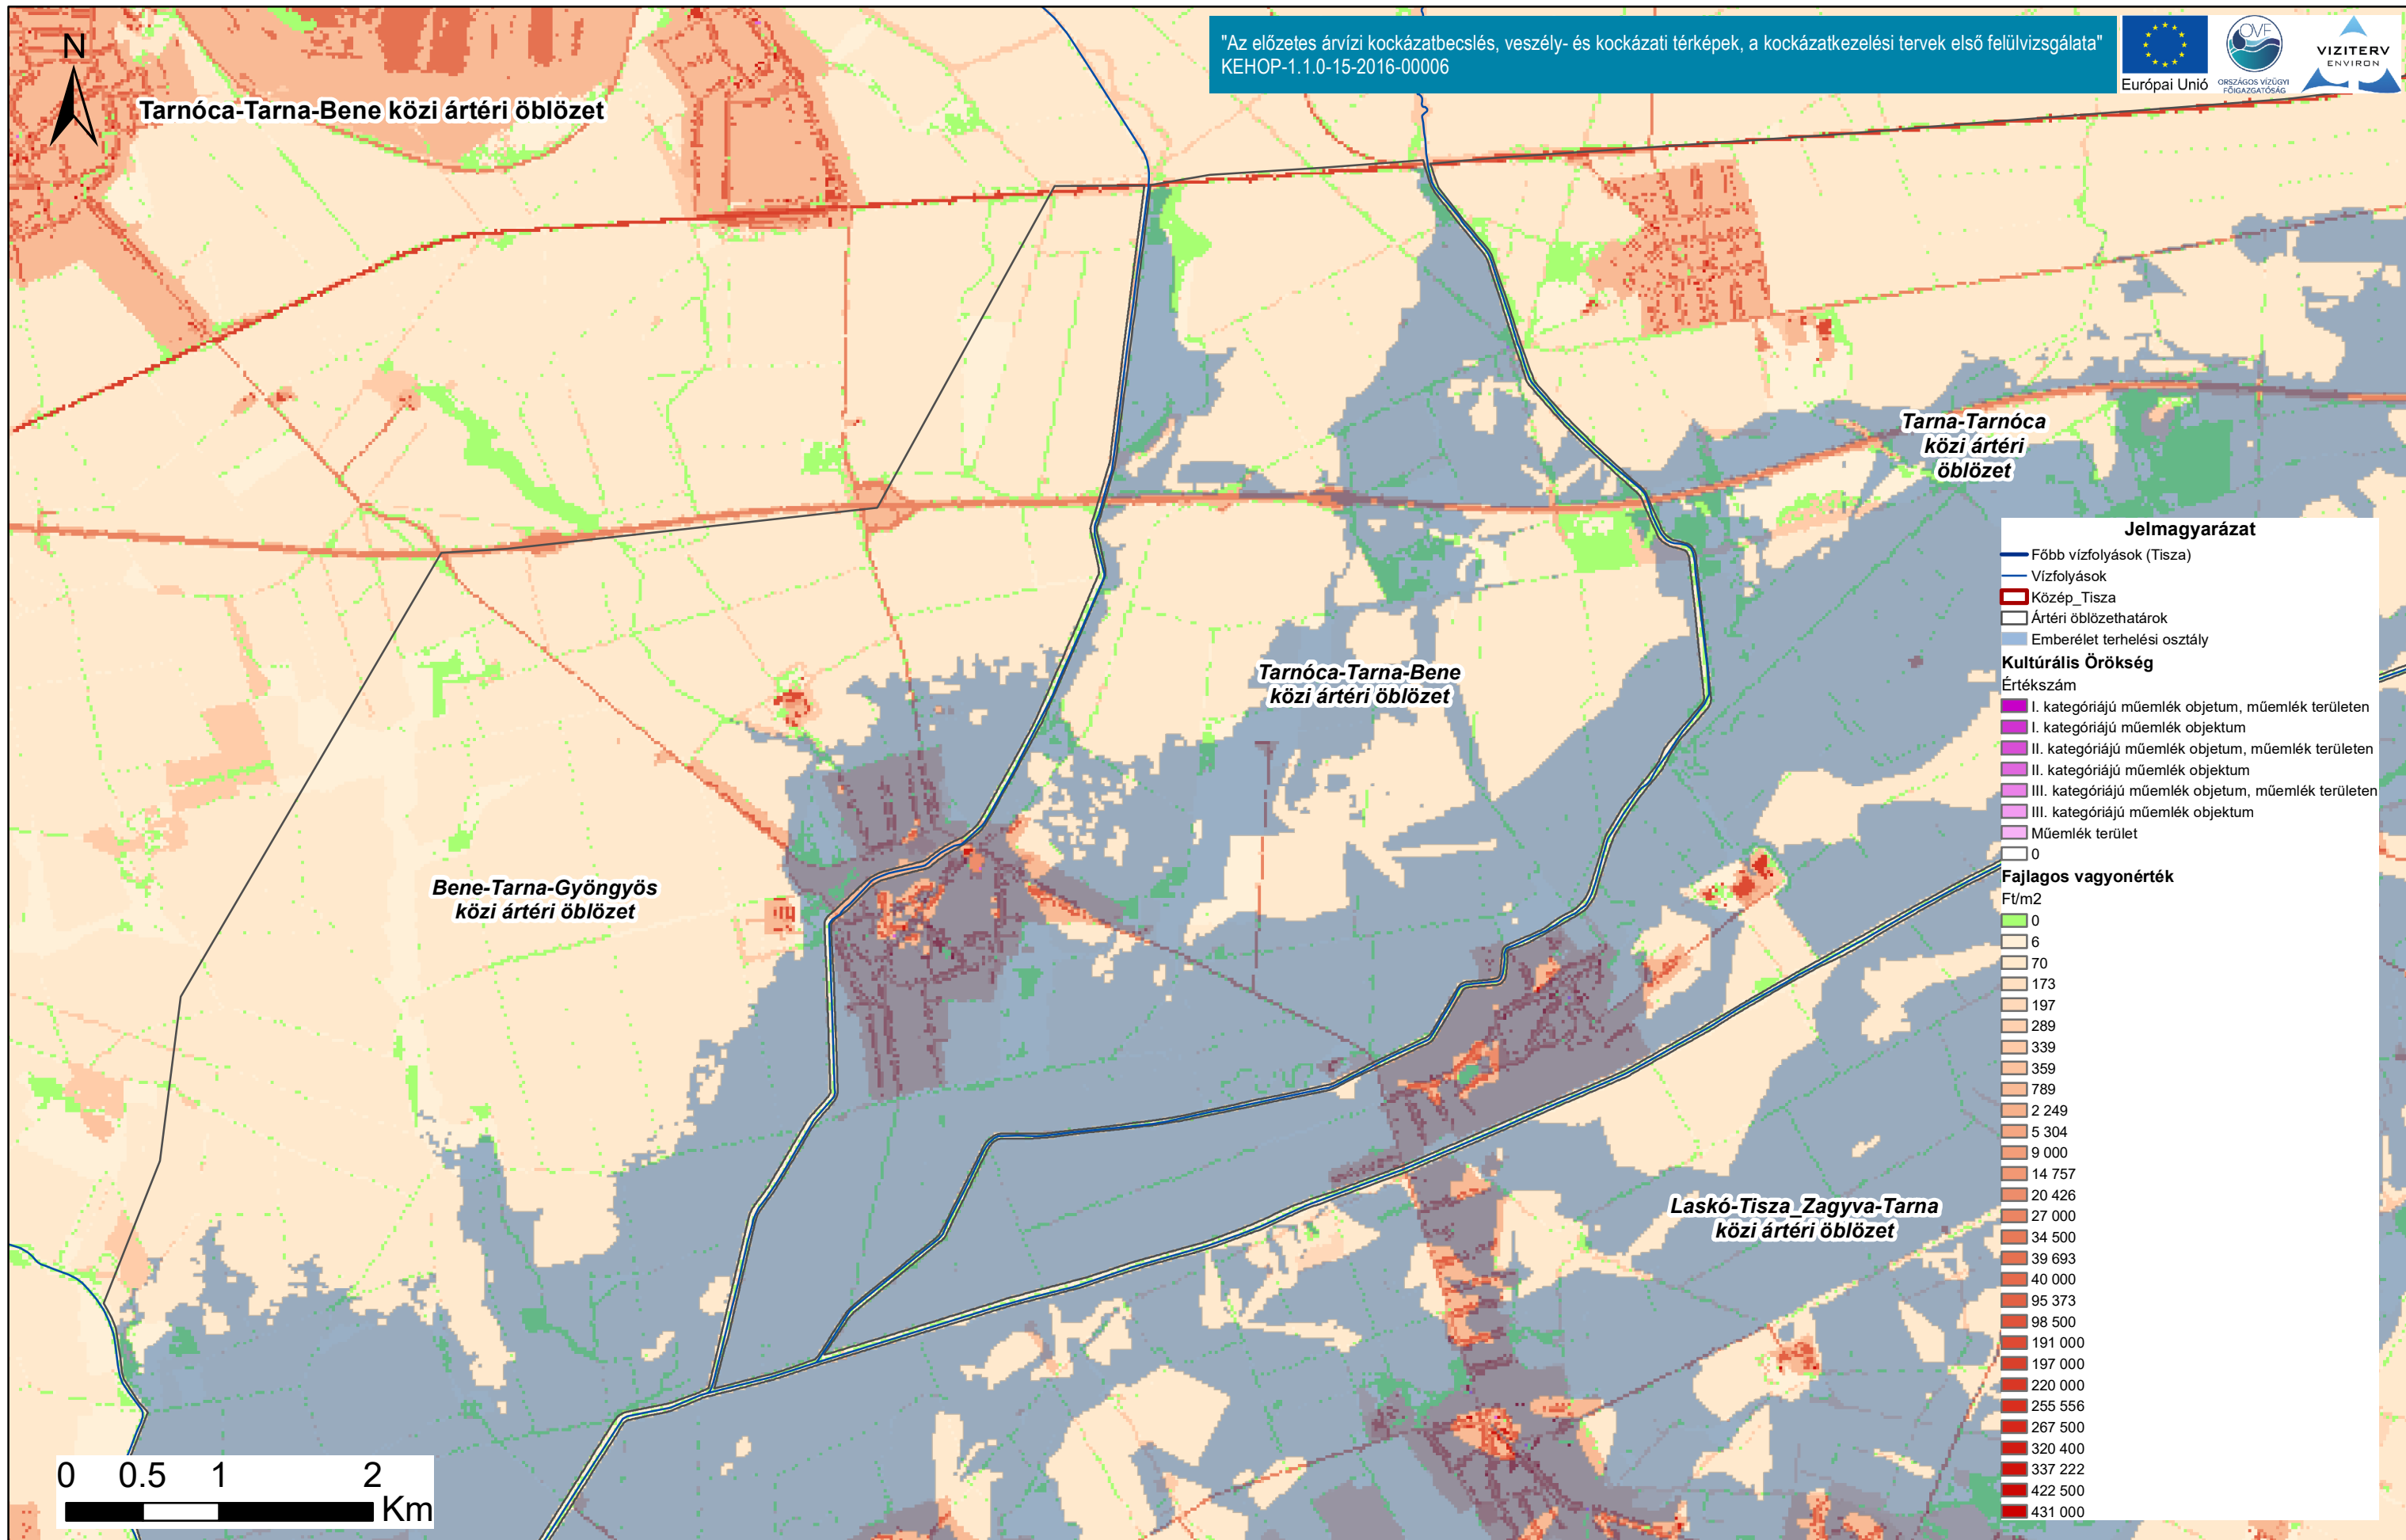 "Az előzetes árvízi kockázatbecslés, veszély- és kockázati térképek, a kockázatkezelési tervek első felülvizsgálata"
KEHOP-1.1.0-15-2016-00006
Európai Unió
OVF
ORSZÁGOS VÍZÜGYI
FŐIGAZGATÓSÁG
VIZITERV
ENVIRON
N
Tarnóca-Tarna-Bene közi ártéri öblözet
Tarna-Tarnóca
közi ártéri
öblözet
Tarnóca-Tarna-Bene
közi ártéri öblözet
Bene-Tarna-Gyöngyös
közi ártéri öblözet
Laskó-Tisza_Zagyva-Tarna
közi ártéri öblözet
Jelmagyarázat
Főbb vízfolyások (Tisza)
Vízfolyások
Közép_Tisza
Ártéri öblözethatárok
Emberélet terhelési osztály
Kultúrális Örökség
Értékszám
I. kategóriájú műemlék objetum, műemlék területen
I. kategóriájú műemlék objektum
II. kategóriájú műemlék objetum, műemlék területen
II. kategóriájú műemlék objektum
III. kategóriájú műemlék objetum, műemlék területen
III. kategóriájú műemlék objektum
Műemlék terület
0
Fajlagos vagyonérték
Ft/m2
0
6
70
173
197
289
339
359
789
2 249
5 304
9 000
14 757
20 426
27 000
34 500
39 693
40 000
95 373
98 500
191 000
197 000
220 000
255 556
267 500
320 400
337 222
422 500
431 000
0 0.5 1 2
Km